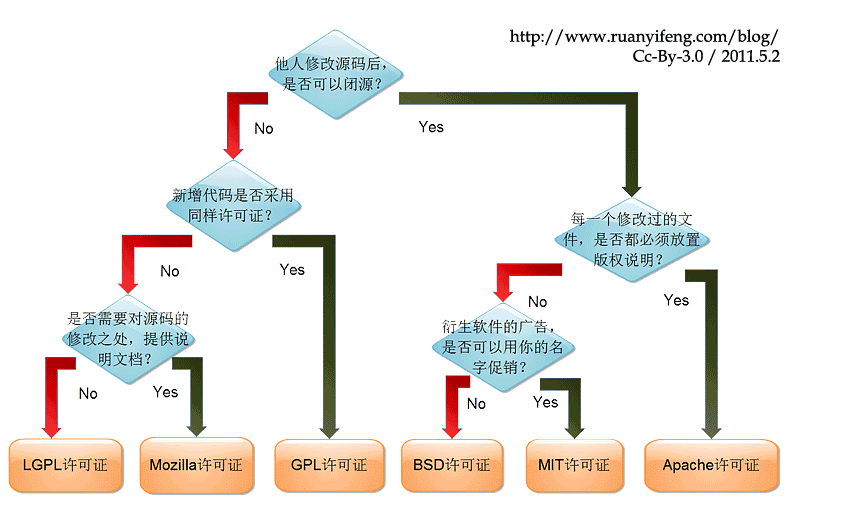 http://www.ruanyifeng.com/blog/
Cc-By-3.0 / 2011.5.2
他人修改源码后，
是否可以闭源？
No
Yes
新增代码是否采用
同样许可证？
每一个修改过的文
件，是否都必须放置
版权说明？
No
Yes
No
Yes
是否需要对源码的
修改之处，提供说
明文档？
衍生软件的广告，
是否可以用你的名
字促销？
No
Yes
No
Yes
LGPL许可证
Mozilla许可证
GPL许可证
BSD许可证
MIT许可证
Apache许可证